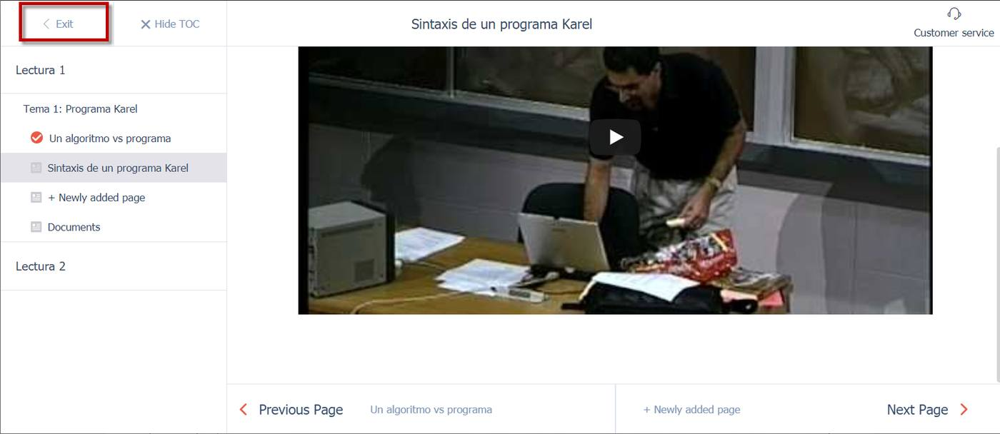 Exit
Hide TOC
Sintaxis de un programa Karel
Customer service
Lectura 1
Tema 1: Programa Karel
Un algoritmo vs programa
Sintaxis de un programa Karel
+ Newly added page
Documents
Lectura 2
Previous Page
Un algoritmo vs programa
+ Newly added page
Next Page